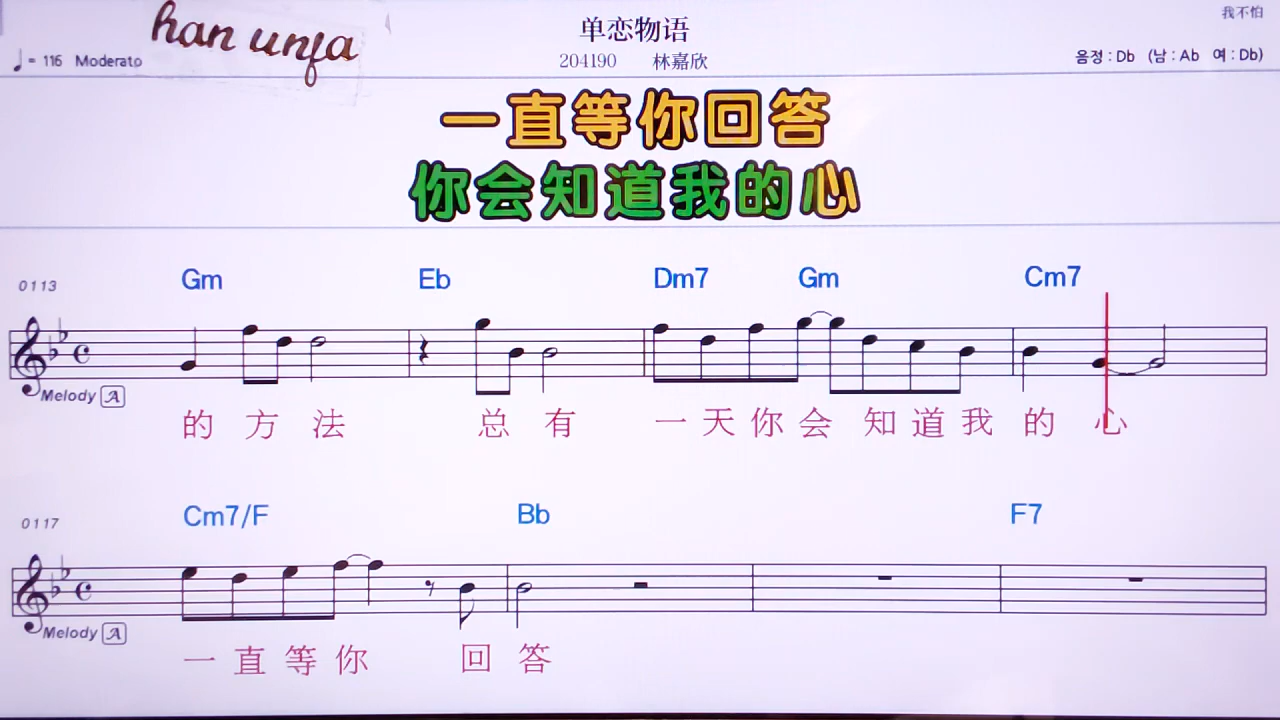 han unfa
单恋物语
我不怕
♩= 116 Moderato
204190 林嘉欣
음정 : Db (남 : Ab 여 : Db)
一直等你回答
你会知道我的心
0113 Gm Eb Dm7 Gm Cm7
Melody A
的方法 总有 一天你会 知道我 的 心
0117 Cm7/F Bb F7
Melody A
一直等你 回答